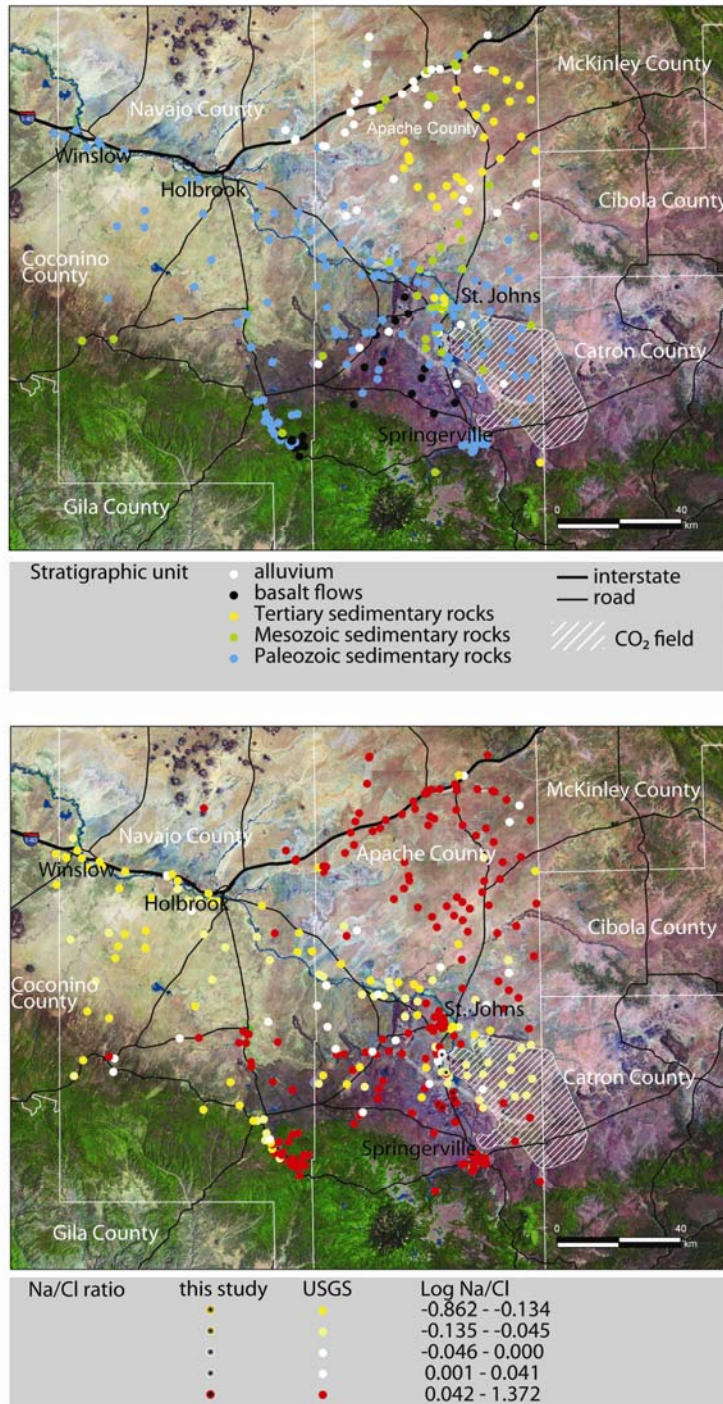 McKinley County
Navajo County
I-40
Apache County
Winslow
Holbrook
Cibola County
Coconino
County
St. Johns
Catron County
Springerville
Gila County
0 40
km
Stratigraphic unit
alluvium
basalt flows
Tertiary sedimentary rocks
Mesozoic sedimentary rocks
Paleozoic sedimentary rocks
interstate
road
CO₂ field
McKinley County
Navajo County
I-40
Apache County
Winslow
Holbrook
Cibola County
Coconino
County
St. Johns
Catron County
Springerville
Gila County
0 40
km
Na/Cl ratio this study USGS Log Na/Cl
-0.862 - -0.134
-0.135 - -0.045
-0.046 - 0.000
0.001 - 0.041
0.042 - 1.372